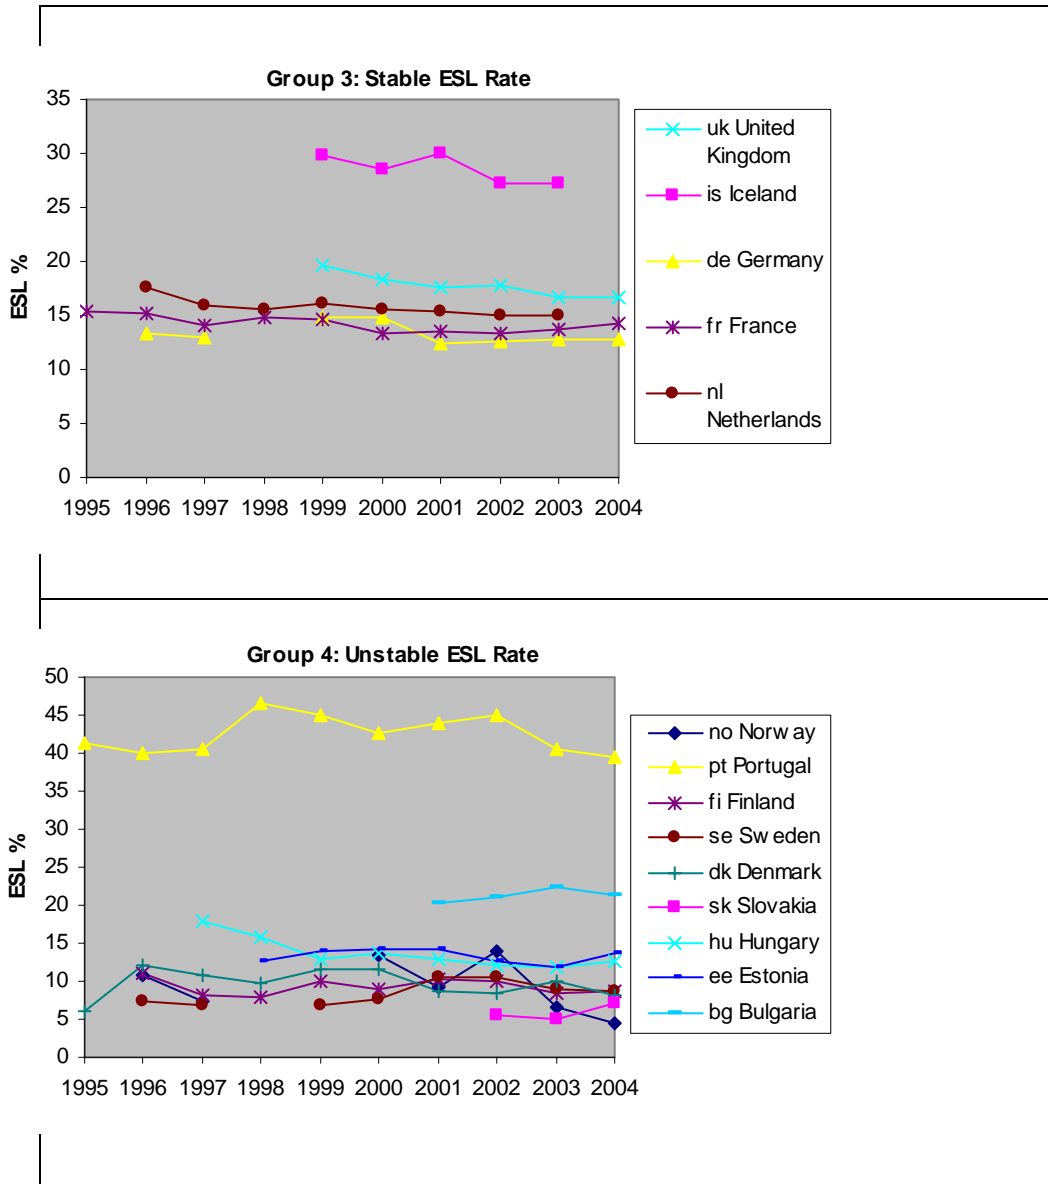 Group 3: Stable ESL Rate
35
30
25
20
15
10
5
0
ESL %
1995 1996 1997 1998 1999 2000 2001 2002 2003 2004
uk United
Kingdom
is Iceland
de Germany
fr France
nl
Netherlands
Group 4: Unstable ESL Rate
50
45
40
35
30
25
20
15
10
5
0
ESL %
1995 1996 1997 1998 1999 2000 2001 2002 2003 2004
no Norway
pt Portugal
fi Finland
se Sweden
dk Denmark
sk Slovakia
hu Hungary
ee Estonia
bg Bulgaria